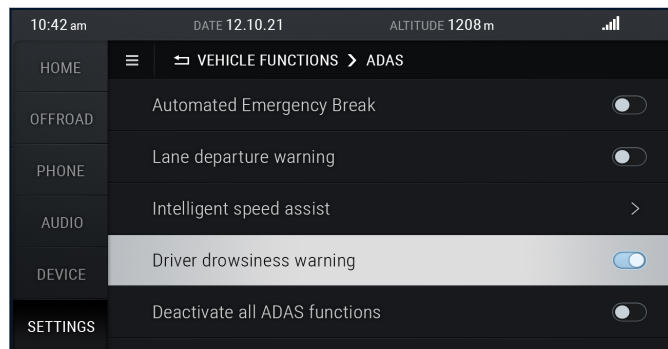 10:42 am DATE 12.10.21 ALTITUDE 1208 m
HOME
OFFROAD
PHONE
AUDIO
DEVICE
SETTINGS
VEHICLE FUNCTIONS > ADAS
Automated Emergency Break
Lane departure warning
Intelligent speed assist
Driver drowsiness warning
Deactivate all ADAS functions